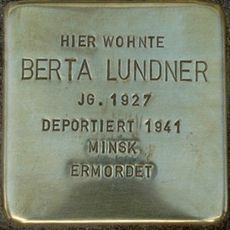 HIER WOHNTE
BERTA LUNDNER
JG. 1927
DEPORTIERT 1941
MINSK
ERMORDET